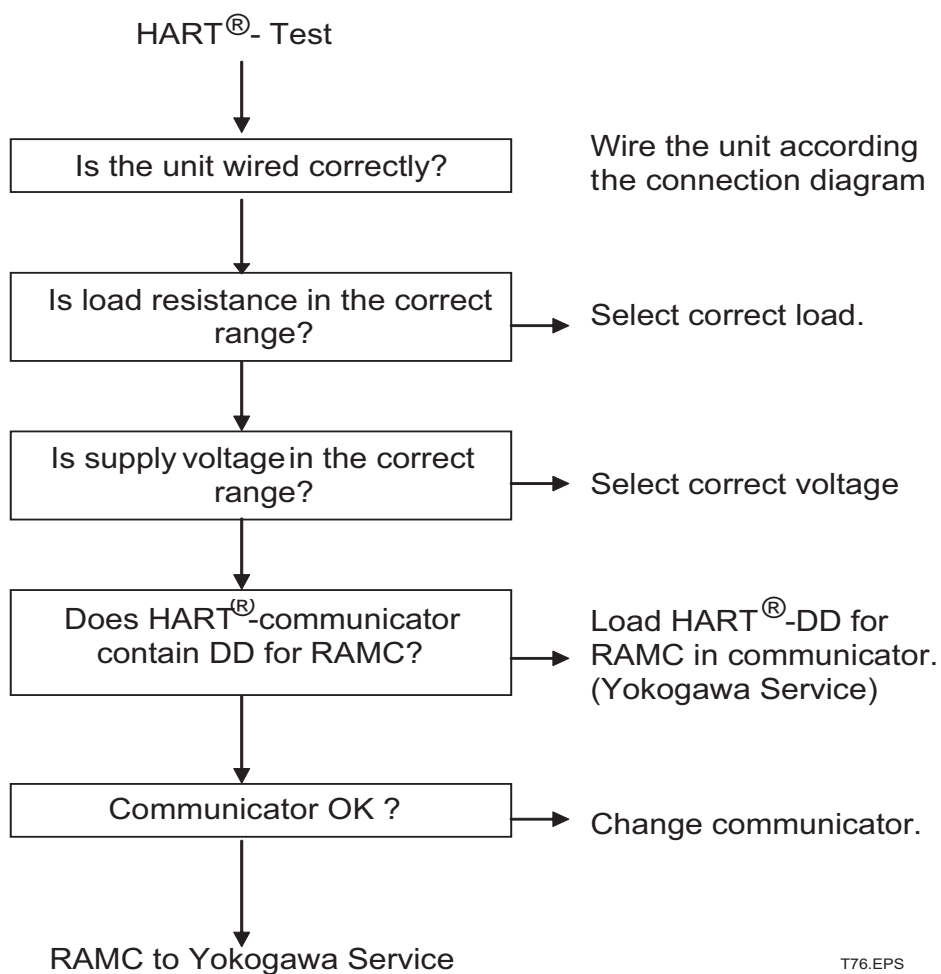 HART®- Test
Is the unit wired correctly?
Wire the unit according
the connection diagram
Is load resistance in the correct
range?
Select correct load.
Is supply voltage in the correct
range?
Select correct voltage
Does HART®-communicator
contain DD for RAMC?
Load HART®-DD for
RAMC in communicator.
(Yokogawa Service)
Communicator OK ?
Change communicator.
RAMC to Yokogawa Service
T76.EPS